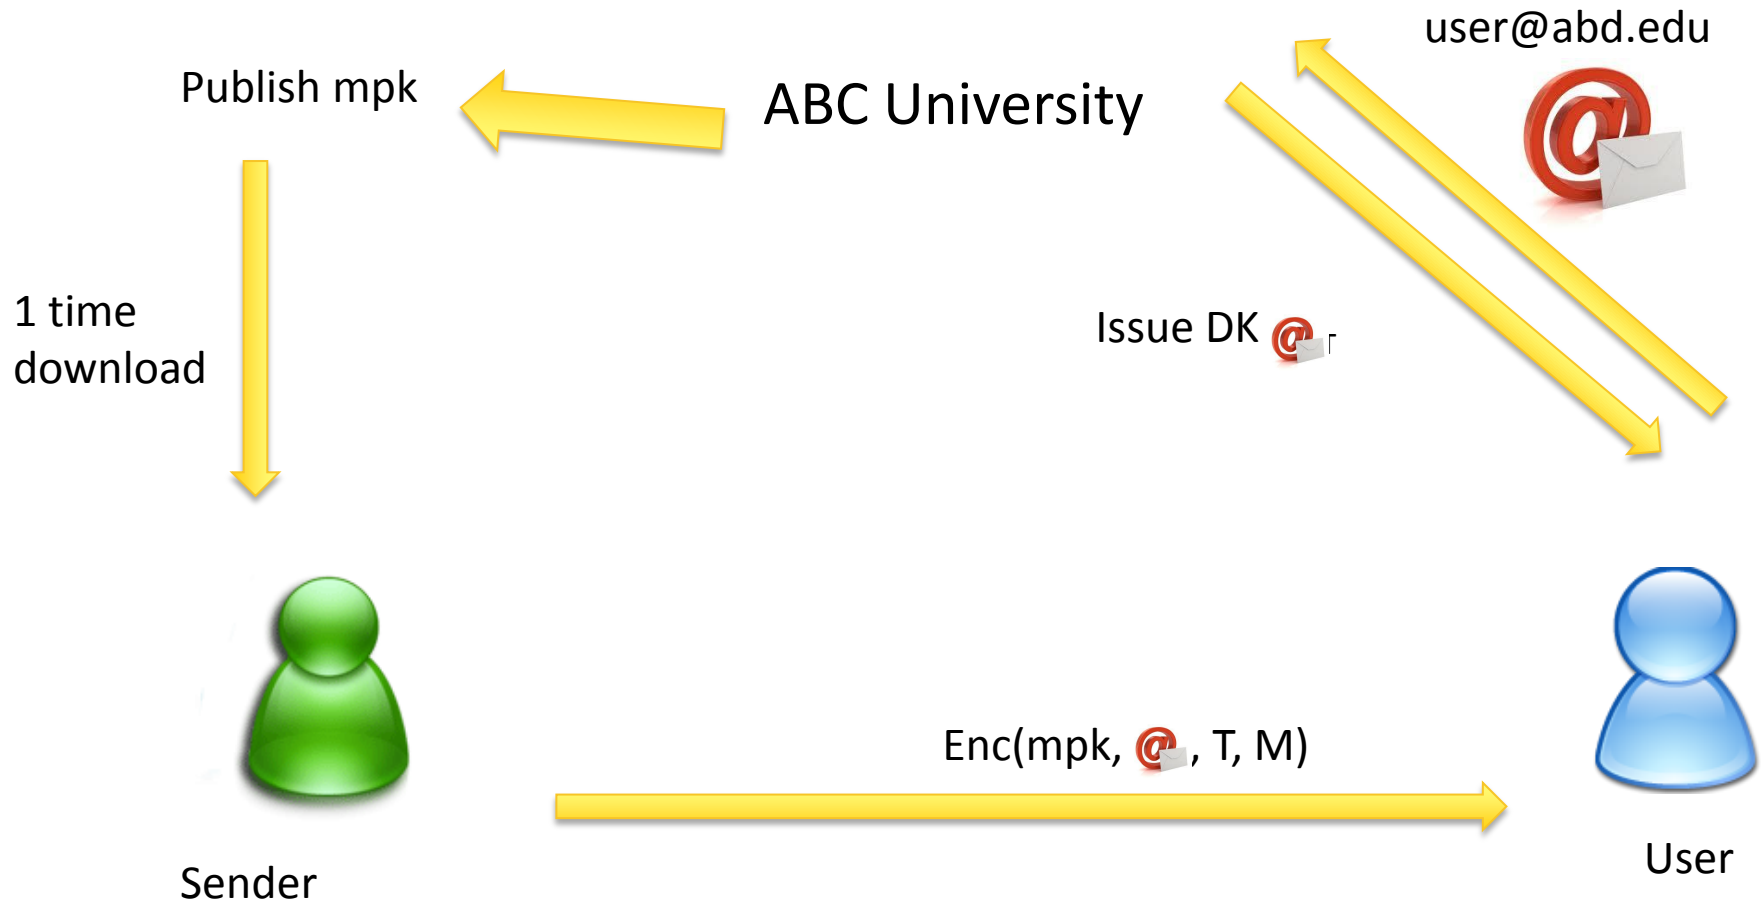 user@abd.edu
Publish mpk
ABC University
1 time
download
Issue DK
Enc(mpk, @, T, M)
Sender
User